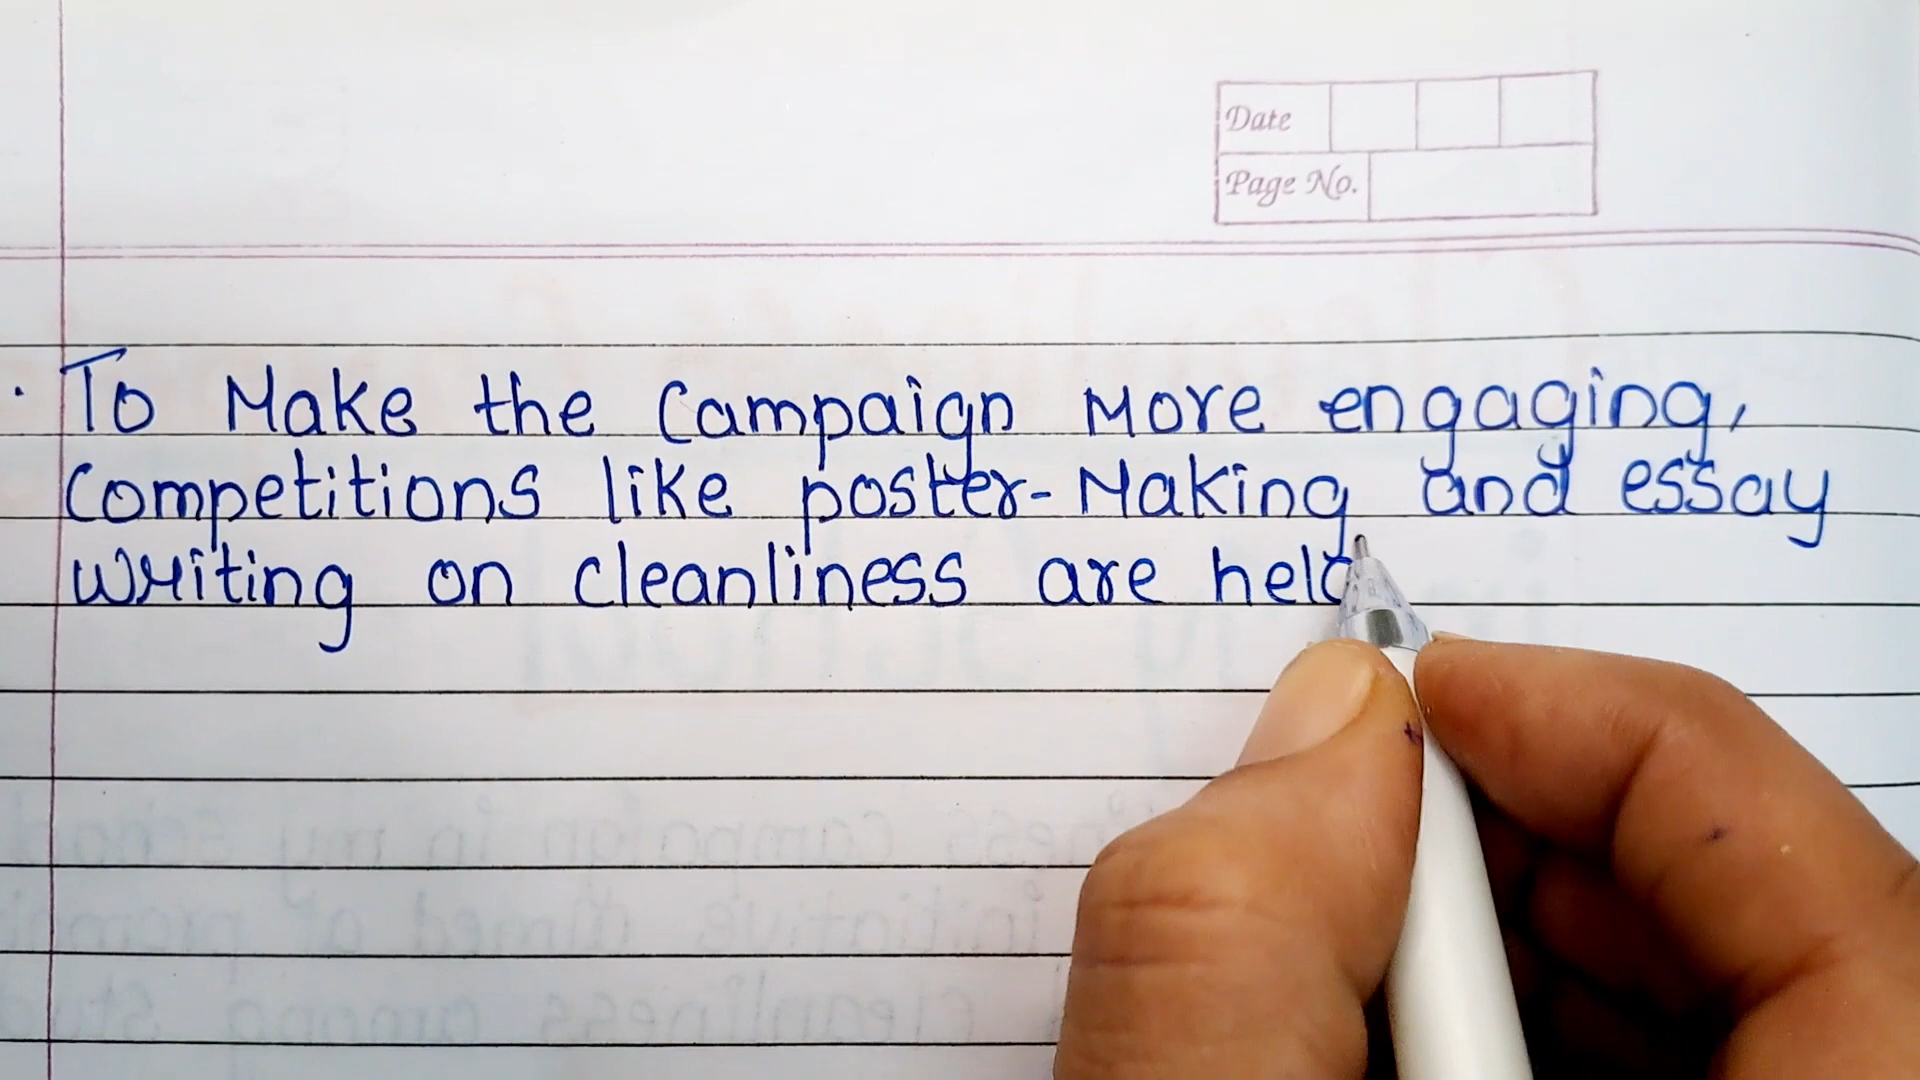 Date
Page No.
To Make the Campaign More engaging,
Competitions like poster-Making and essay
writing on cleanliness are held